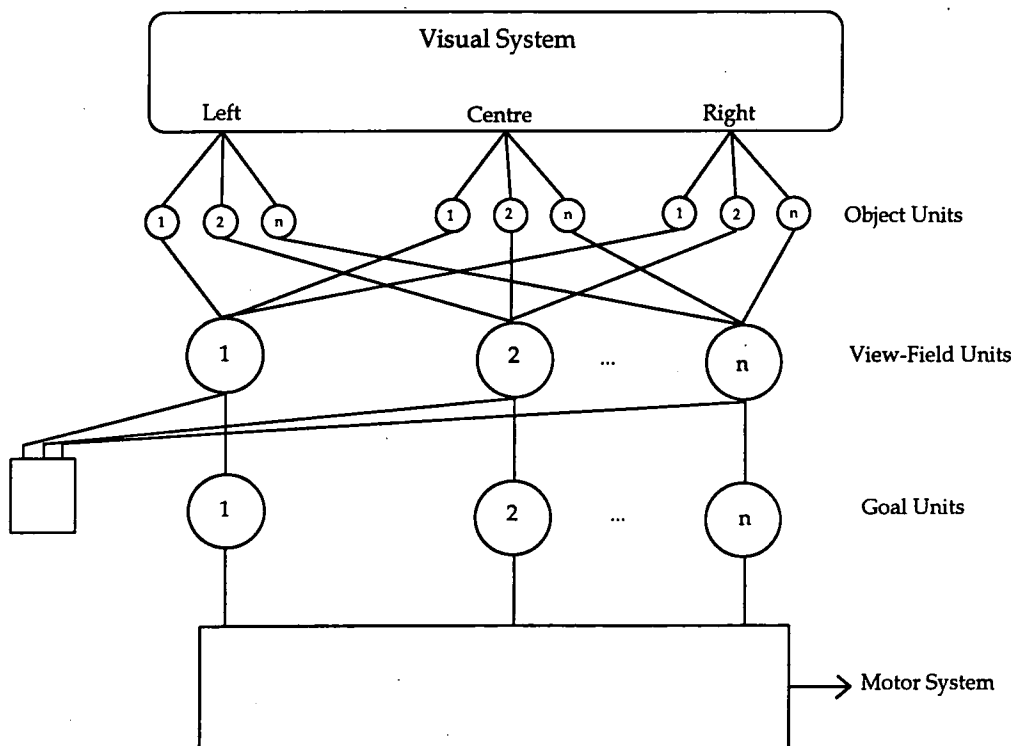 Visual System
Left Centre Right
1 2 n 1 2 n 1 2 n Object Units
1 2 ... n View-Field Units
1 2 ... n Goal Units
Motor System